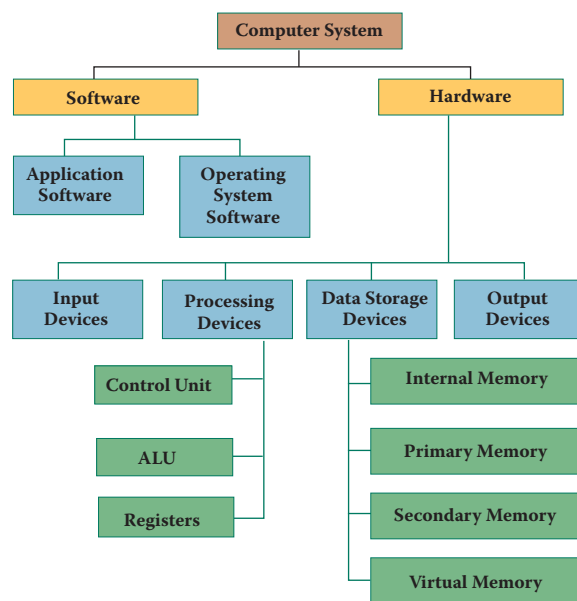 Computer System
Software
Hardware
Application
Software
Operating
System
Software
Input
Devices
Processing
Devices
Data Storage
Devices
Output
Devices
Control Unit
ALU
Registers
Internal Memory
Primary Memory
Secondary Memory
Virtual Memory